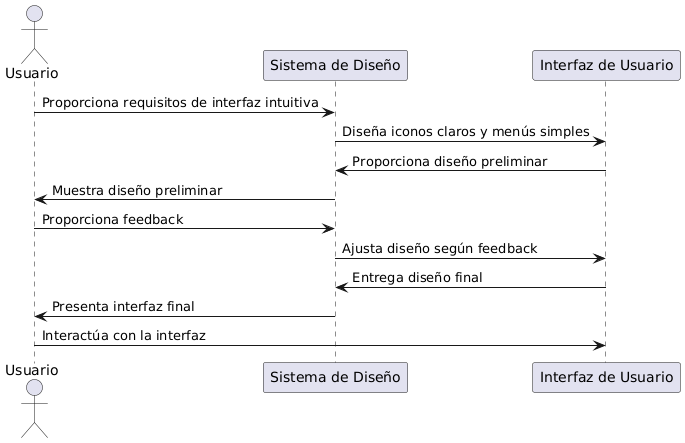 Usuario
Sistema de Diseño
Interfaz de Usuario
Proporciona requisitos de interfaz intuitiva
Diseña iconos claros y menús simples
Proporciona diseño preliminar
Muestra diseño preliminar
Proporciona feedback
Ajusta diseño según feedback
Entrega diseño final
Presenta interfaz final
Interactúa con la interfaz
Usuario
Sistema de Diseño
Interfaz de Usuario